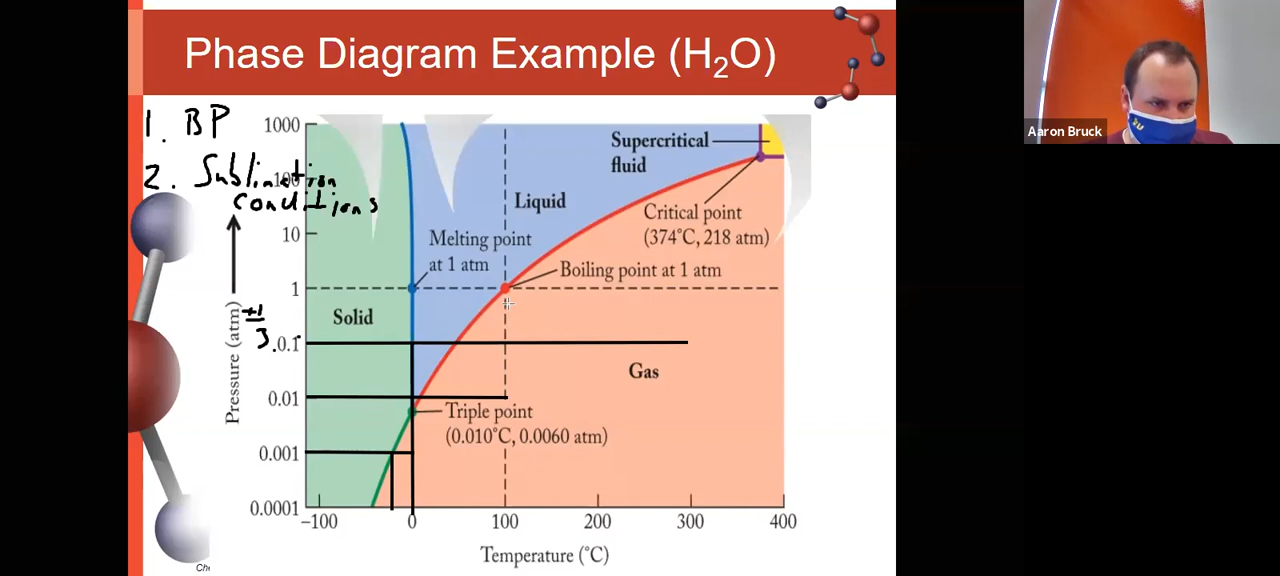 Phase Diagram Example (H₂O)
Aaron Bruck
1. BP
2. Sublimation
conditions
1000
100
10
1
0.1
0.01
0.001
0.0001
Pressure (atm)
+1
3.
Supercritical
fluid
Liquid
Critical point
(374°C, 218 atm)
Melting point
at 1 atm
Boiling point at 1 atm
Solid
Gas
Triple point
(0.010°C, 0.0060 atm)
−100 0 100 200 300 400
Temperature (°C)